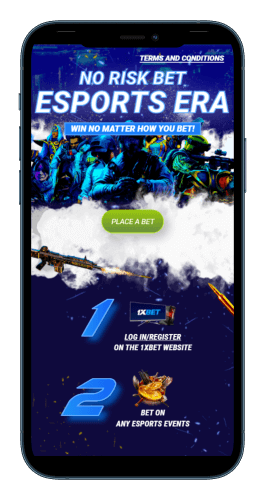 TERMS AND CONDITIONS
NO RISK BET
ESPORTS ERA
WIN NO MATTER HOW YOU BET!
PLACE A BET
1
1XBET
LOG IN/REGISTER
ON THE 1XBET WEBSITE
2
BET ON
ANY ESPORTS EVENTS